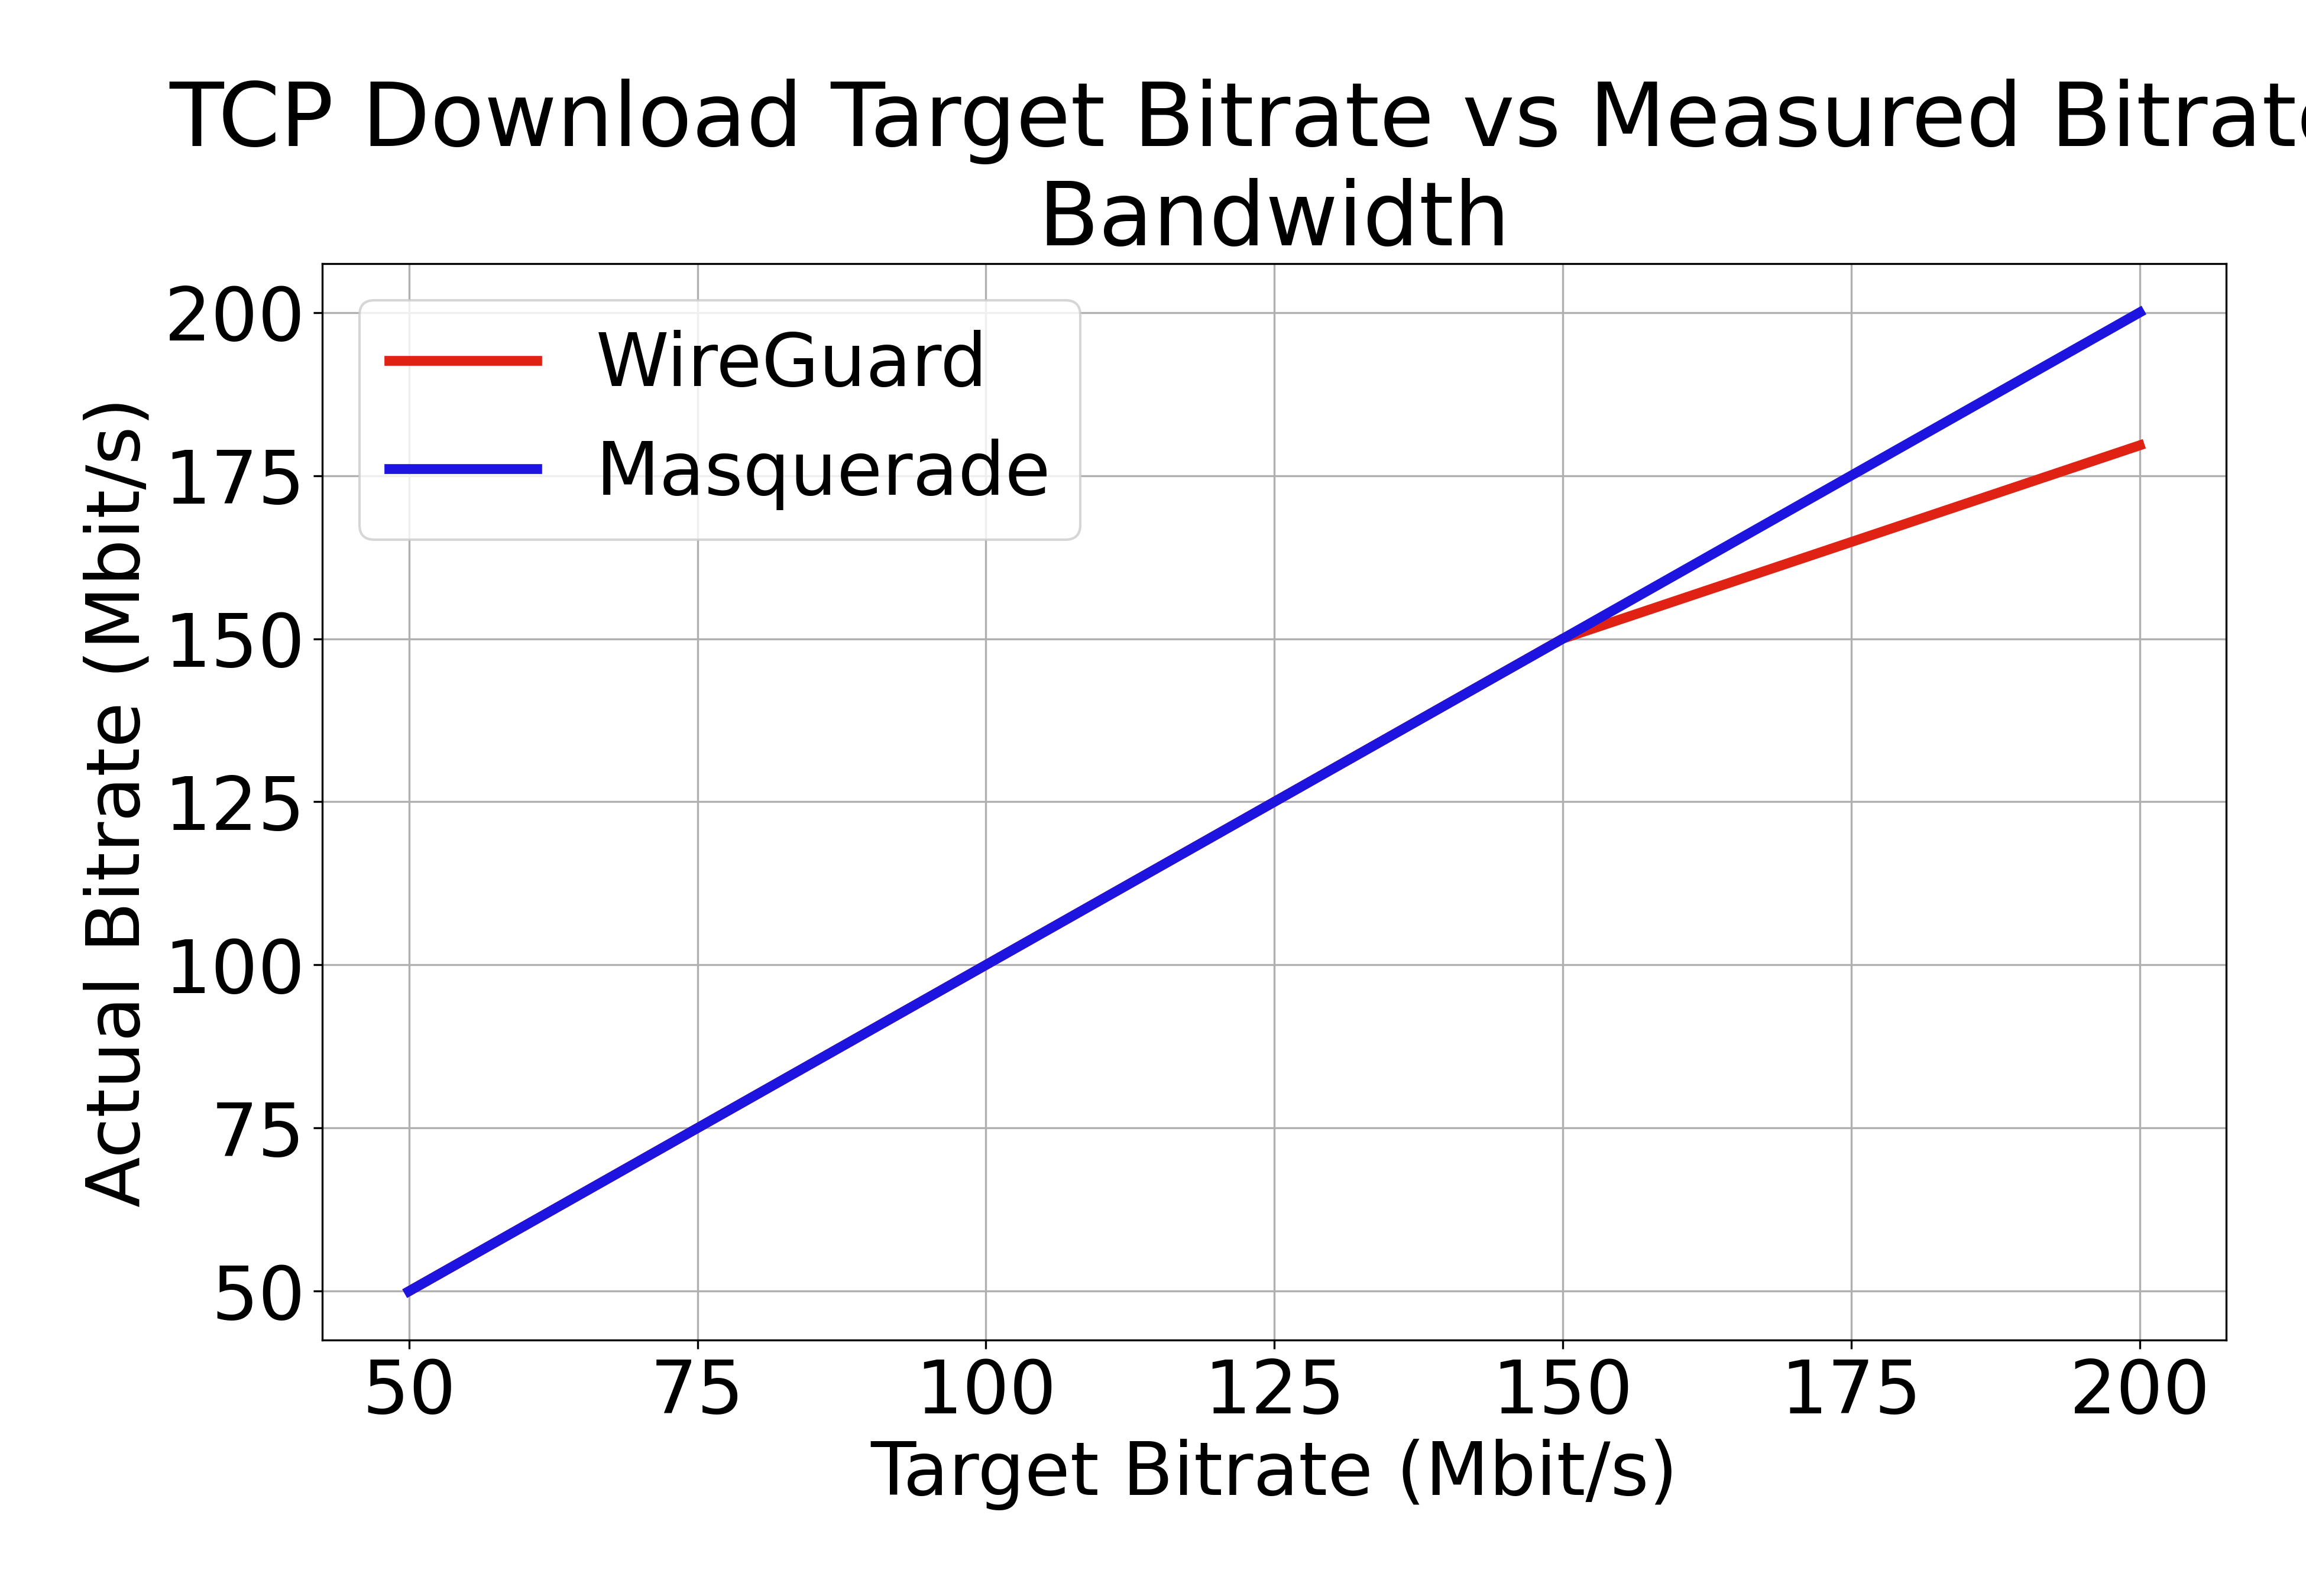 TCP Download Target Bitrate vs Measured Bitrate
Bandwidth
WireGuard
Masquerade
Actual Bitrate (Mbit/s)
200
175
150
125
100
75
50
50 75 100 125 150 175 200
Target Bitrate (Mbit/s)